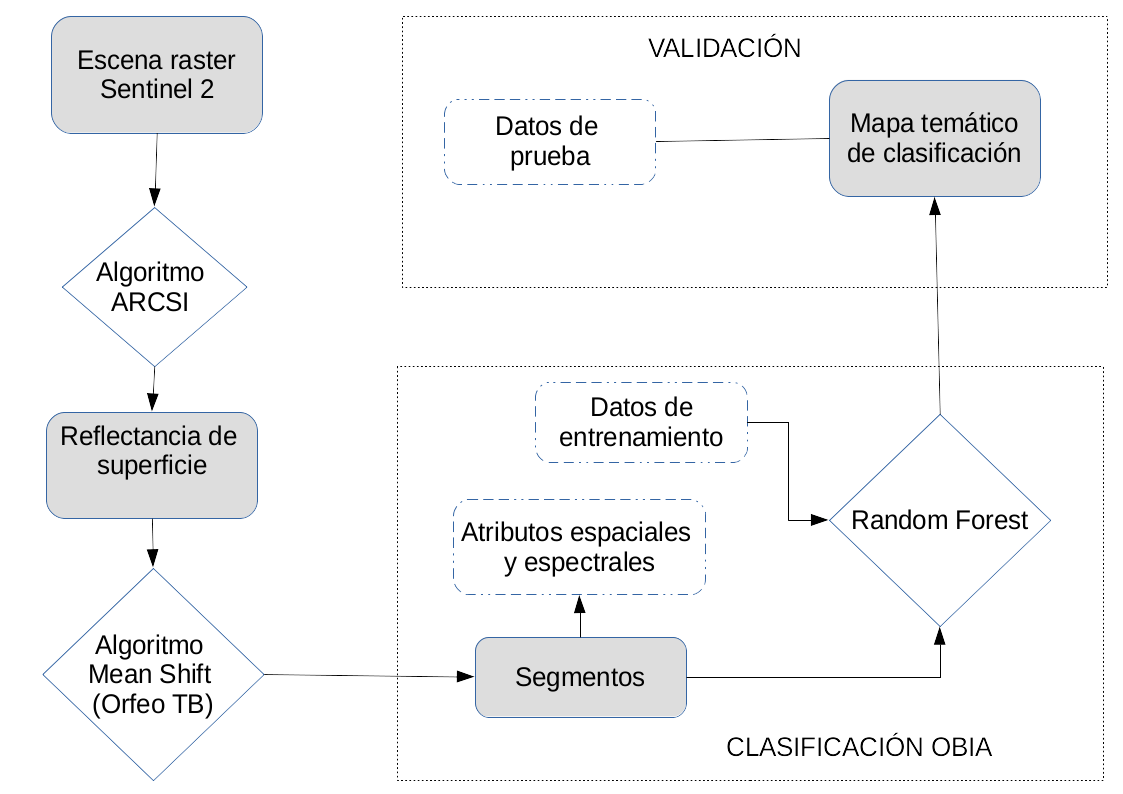 Escena raster
Sentinel 2
Algoritmo
ARCSI
Reflectancia de
superficie
Algoritmo
Mean Shift
(Orfeo TB)
VALIDACIÓN
Datos de
prueba
Mapa temático
de clasificación
Datos de
entrenamiento
Atributos espaciales
y espectrales
Random Forest
Segmentos
CLASIFICACIÓN OBIA